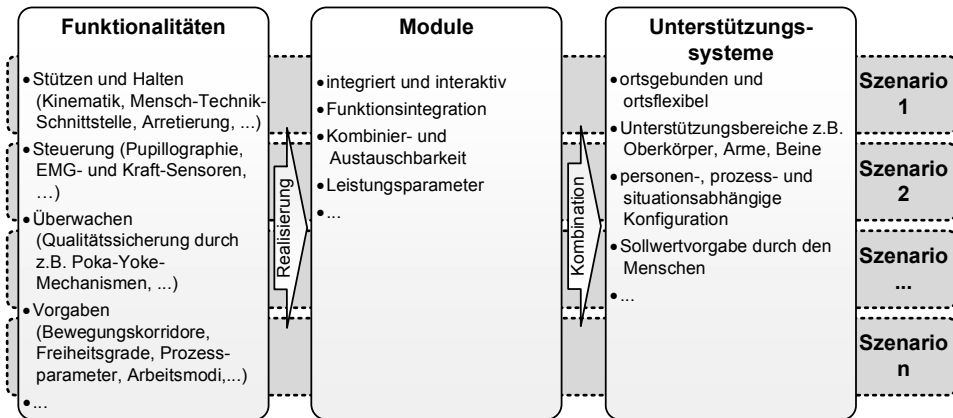 Funktionalitäten
• Stützen und Halten
(Kinematik, Mensch-Technik-
Schnittstelle, Arretierung, ...)
• Steuerung (Pupillographie,
EMG- und Kraft-Sensoren,
…)
• Überwachen
(Qualitätssicherung durch
z.B. Poka-Yoke-
Mechanismen, ...)
• Vorgaben
(Bewegungskorridore,
Freiheitsgrade, Prozess-
parameter, Arbeitsmodi,...)
• ...
Realisierung
Module
• integriert und interaktiv
• Funktionsintegration
• Kombinier- und
Austauschbarkeit
• Leistungsparameter
• ...
Kombination
Unterstützungs-
systeme
• ortsgebunden und
ortsflexibel
• Unterstützungsbereiche z.B.
Oberkörper, Arme, Beine
• personen-, prozess- und
situationsabhängige
Konfiguration
• Sollwertvorgabe durch den
Menschen
• ...
Szenario
1
Szenario
2
Szenario
...
Szenario
n